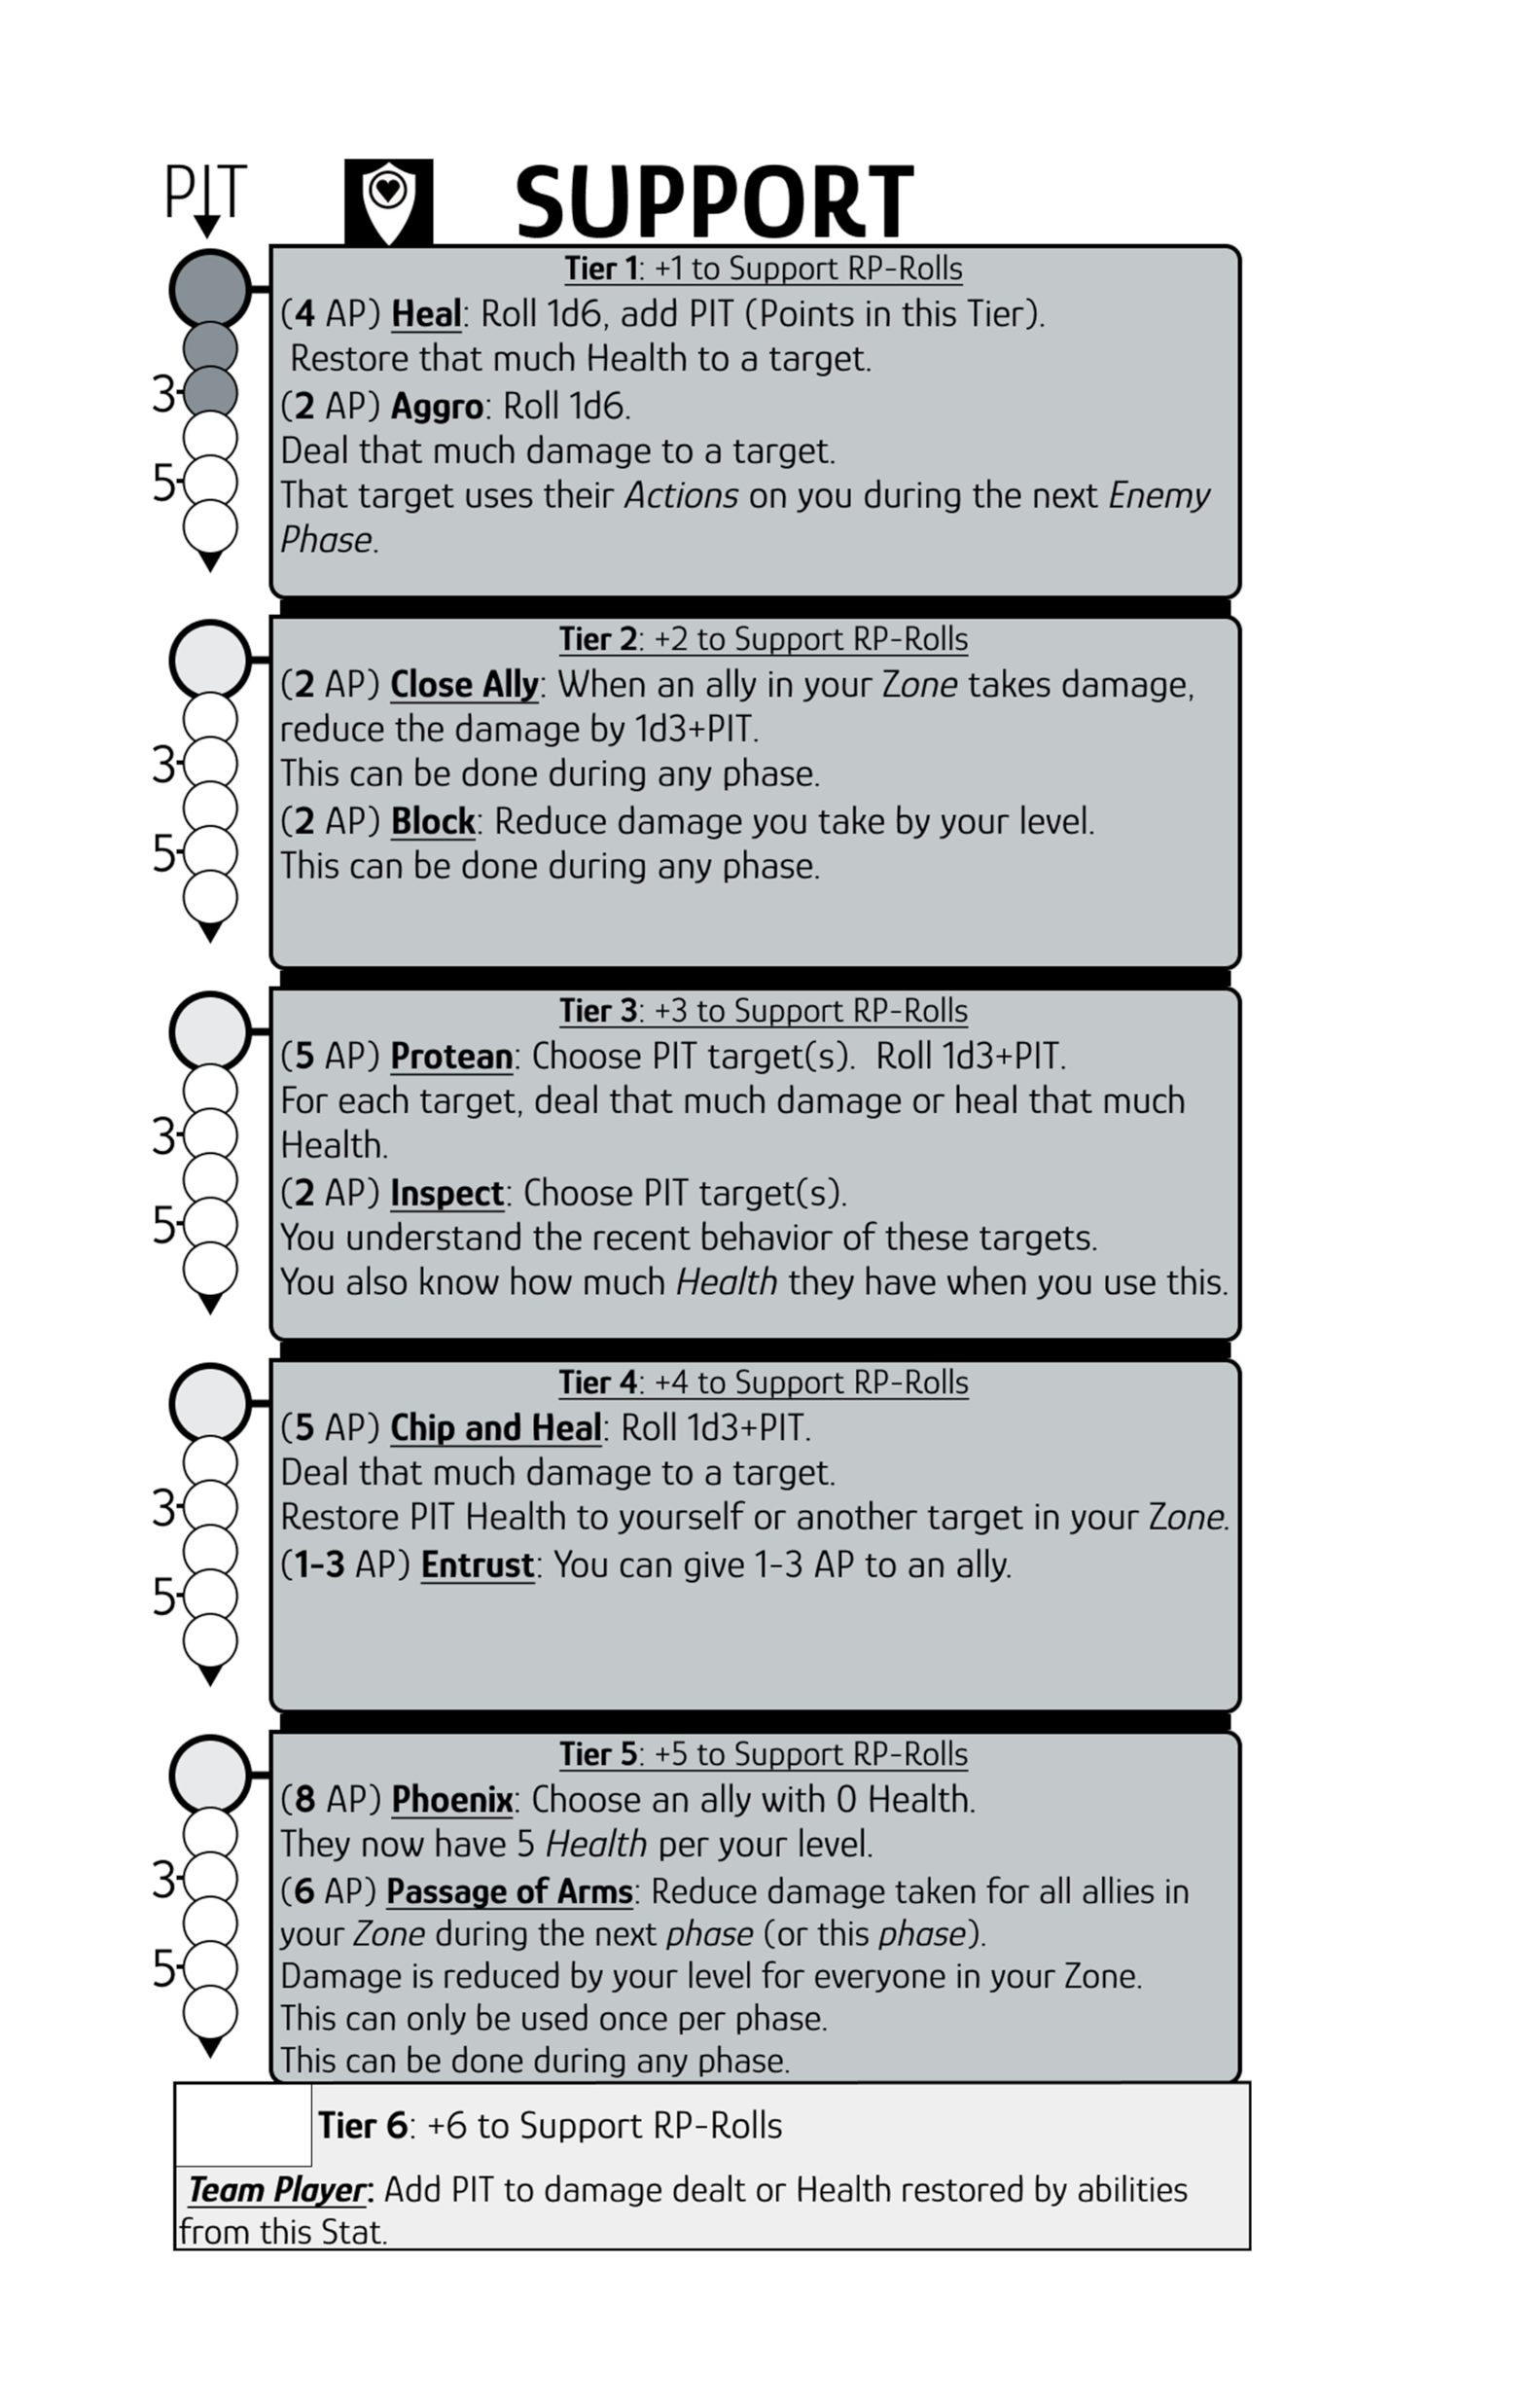 PIT
SUPPORT
Tier 1: +1 to Support RP-Rolls
(4 AP) Heal: Roll 1d6, add PIT (Points in this Tier).
Restore that much Health to a target.
3
(2 AP) Aggro: Roll 1d6.
Deal that much damage to a target.
5
That target uses their Actions on you during the next Enemy
Phase.
Tier 2: +2 to Support RP-Rolls
(2 AP) Close Ally: When an ally in your Zone takes damage,
reduce the damage by 1d3+PIT.
3
This can be done during any phase.
(2 AP) Block: Reduce damage you take by your level.
5
This can be done during any phase.
Tier 3: +3 to Support RP-Rolls
(5 AP) Protean: Choose PIT target(s).  Roll 1d3+PIT.
For each target, deal that much damage or heal that much
3
Health.
(2 AP) Inspect: Choose PIT target(s).
5
You understand the recent behavior of these targets.
You also know how much Health they have when you use this.
Tier 4: +4 to Support RP-Rolls
(5 AP) Chip and Heal: Roll 1d3+PIT.
Deal that much damage to a target.
3
Restore PIT Health to yourself or another target in your Zone.
(1-3 AP) Entrust: You can give 1-3 AP to an ally.
5
Tier 5: +5 to Support RP-Rolls
(8 AP) Phoenix: Choose an ally with 0 Health.
They now have 5 Health per your level.
3
(6 AP) Passage of Arms: Reduce damage taken for all allies in
your Zone during the next phase (or this phase).
5
Damage is reduced by your level for everyone in your Zone.
This can only be used once per phase.
This can be done during any phase.
Tier 6: +6 to Support RP-Rolls
Team Player: Add PIT to damage dealt or Health restored by abilities
from this Stat.